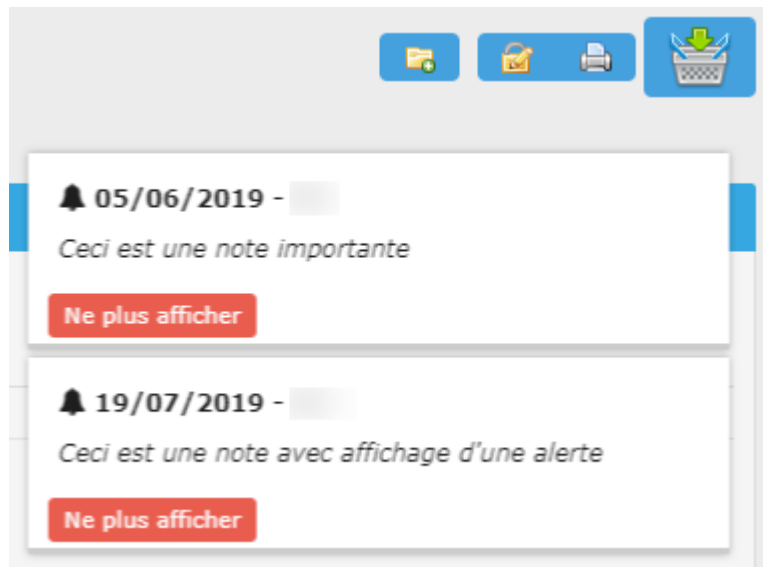 05/06/2019 -
Ceci est une note importante
Ne plus afficher
19/07/2019 -
Ceci est une note avec affichage d'une alerte
Ne plus afficher